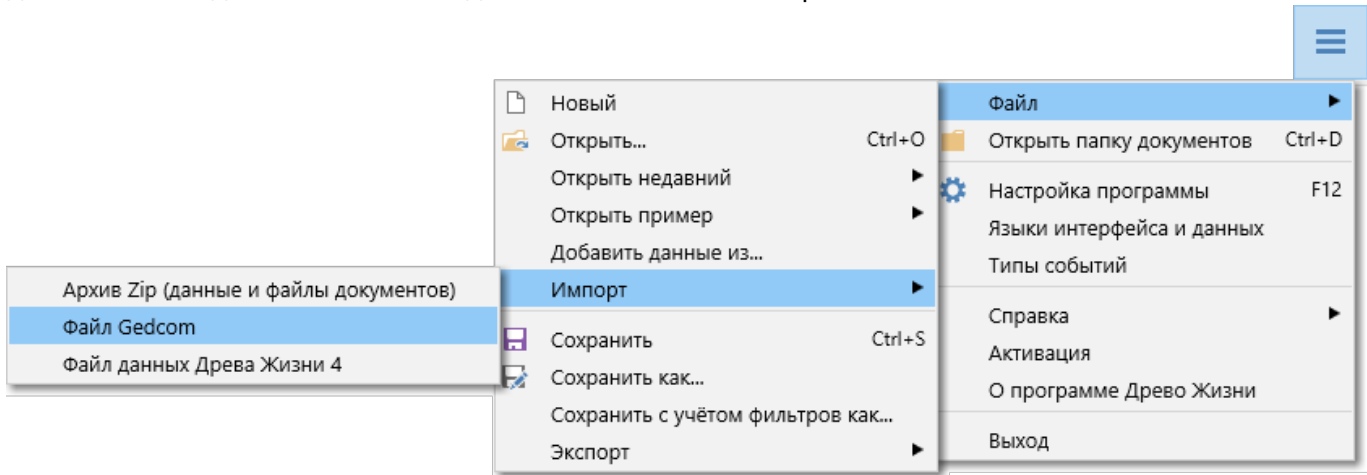 Файл
Открыть папку документов Ctrl+D
Настройка программы F12
Языки интерфейса и данных
Типы событий
Справка
Активация
О программе Древо Жизни
Выход
Новый
Открыть... Ctrl+O
Открыть недавний
Открыть пример
Добавить данные из...
Импорт
Сохранить Ctrl+S
Сохранить как...
Сохранить с учётом фильтров как...
Экспорт
Архив Zip (данные и файлы документов)
Файл Gedcom
Файл данных Древа Жизни 4